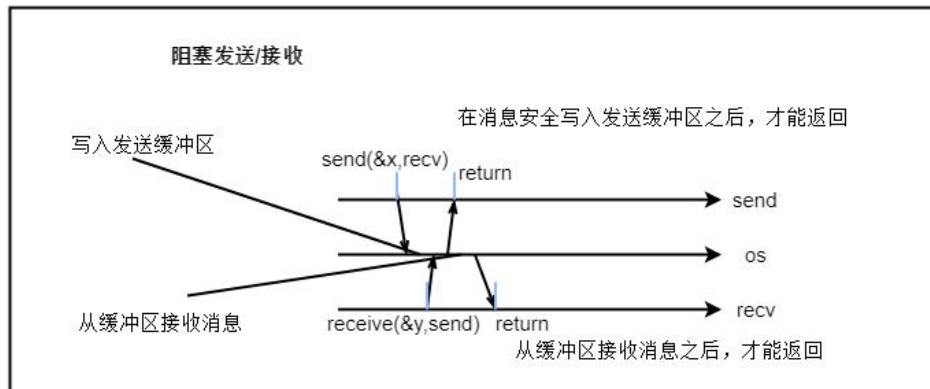 阻塞发送/接收
在消息安全写入发送缓冲区之后，才能返回
写入发送缓冲区
send(&x,recv)
return
send
os
recv
从缓冲区接收消息
receive(&y,send)
return
从缓冲区接收消息之后，才能返回